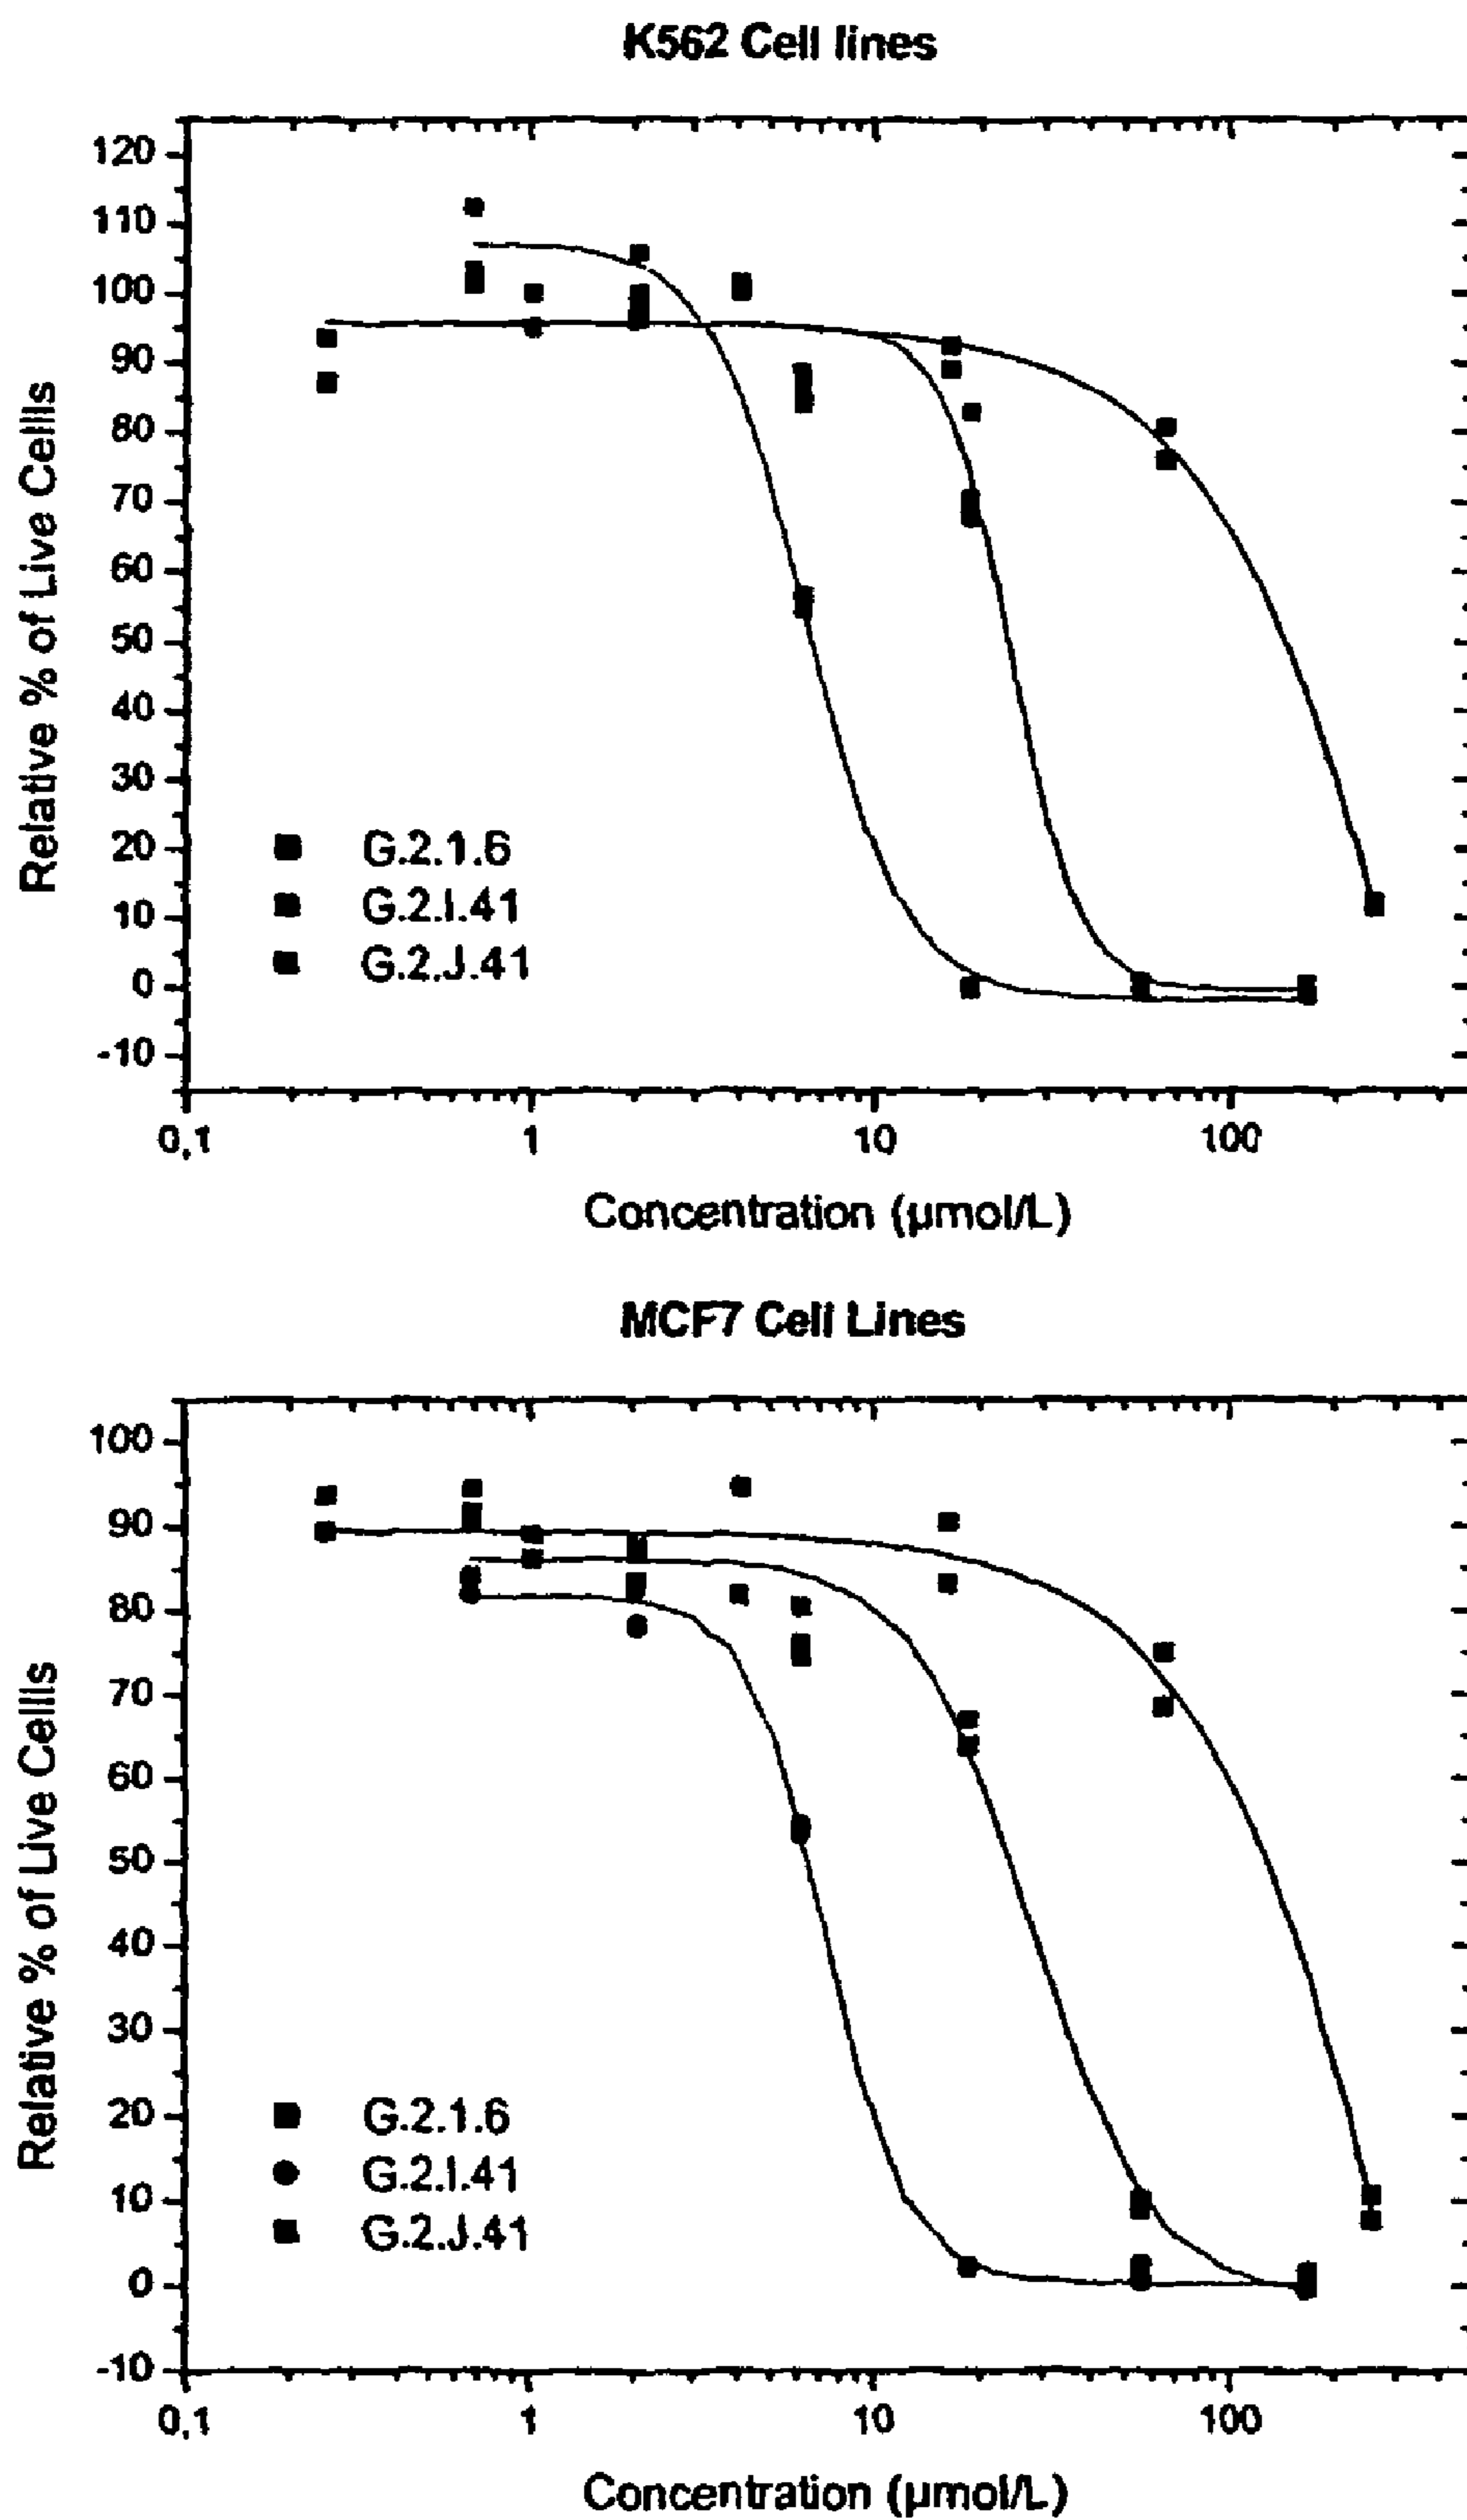 K562 Cell lines
120
110
100
90
80
70
60
50
40
30
20
10
0
-10
Relative % of Live Cells
G.2.1.6
G.2.I.41
G.2.J.41
0,1
1
10
100
Concentration (µmol/L)
MCF7 Cell Lines
100
90
80
70
60
50
40
30
20
10
0
-10
Relative % of Live Cells
G.2.1.6
G.2.I.41
G.2.J.41
0,1
1
10
100
Concentration (µmol/L)